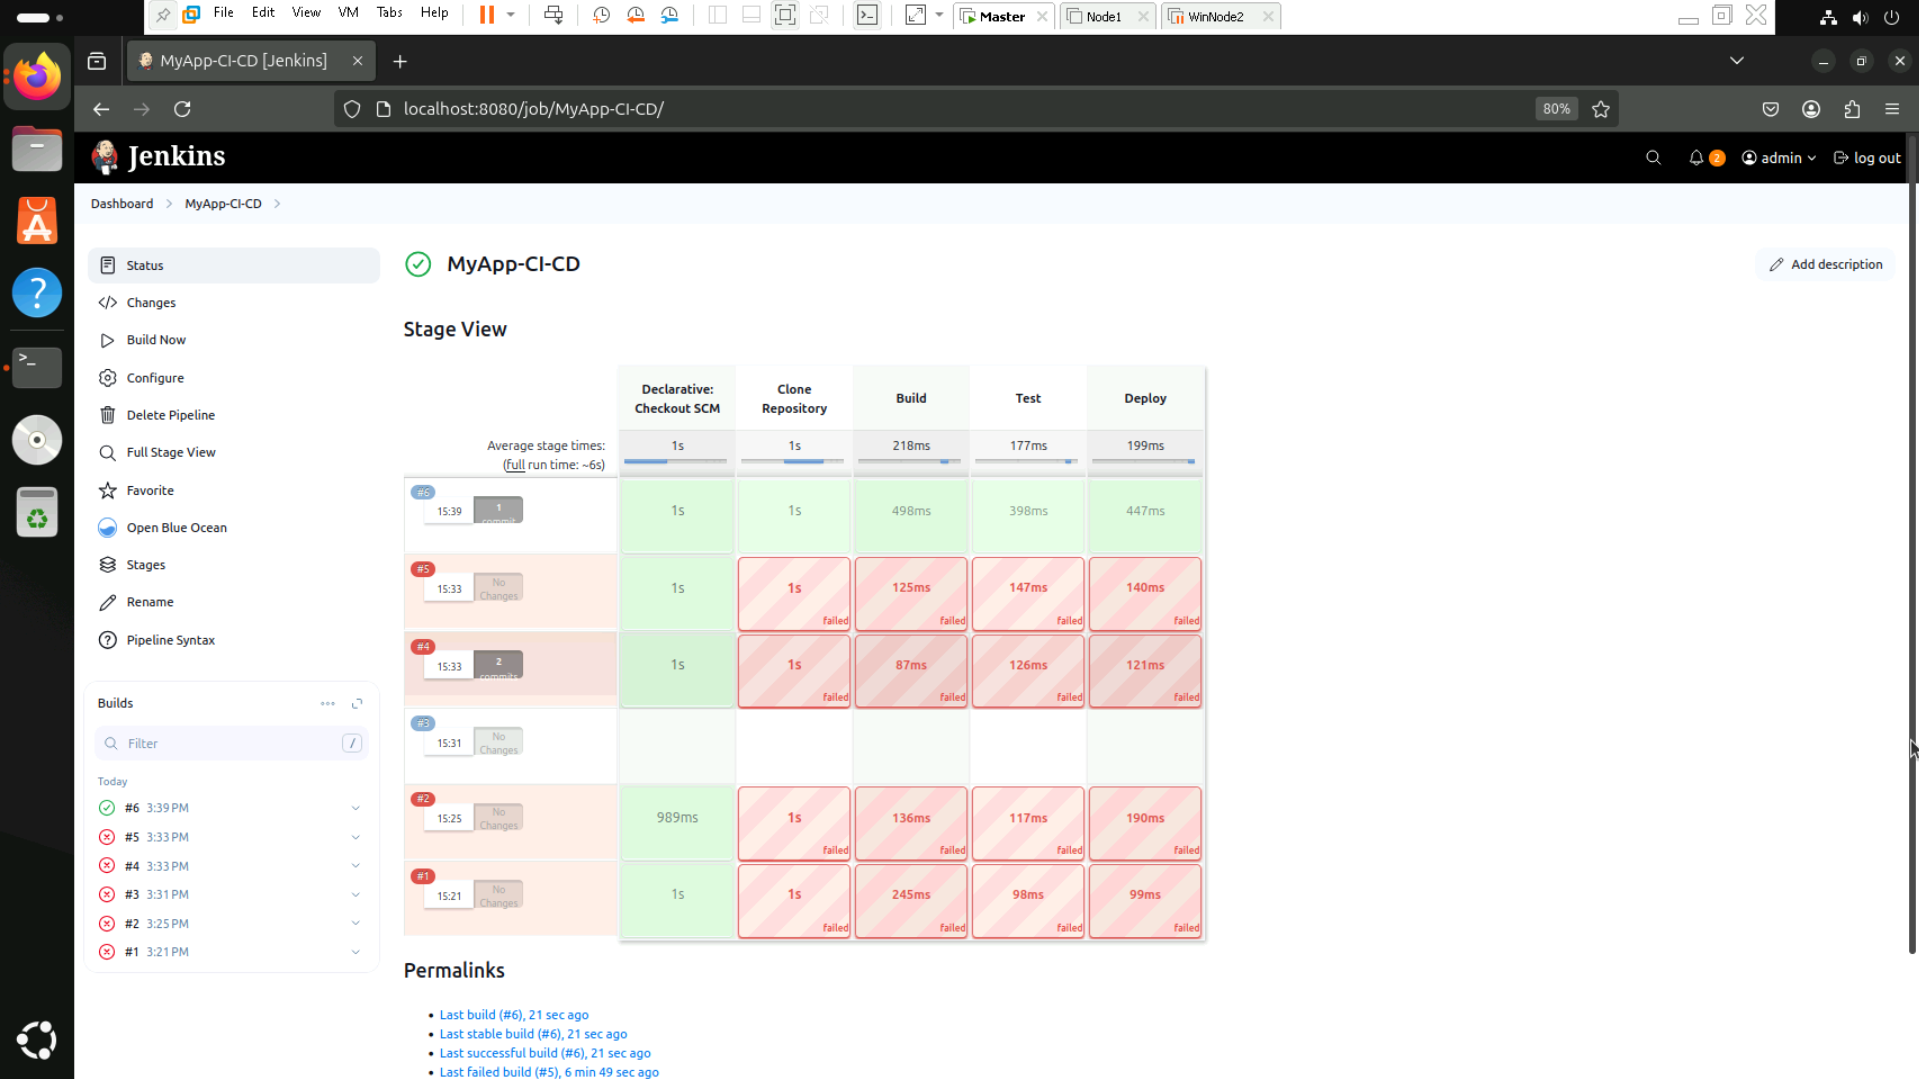 File Edit View VM Tabs Help
Master
Node1
WinNode2
MyApp-CI-CD [Jenkins]
localhost:8080/job/MyApp-CI-CD/
80%
Jenkins
2
admin
log out
Dashboard
MyApp-CI-CD
Status
Changes
Build Now
Configure
Delete Pipeline
Full Stage View
Favorite
Open Blue Ocean
Stages
Rename
Pipeline Syntax
Builds
Filter
/
Today
#6 3:39 PM
#5 3:33 PM
#4 3:33 PM
#3 3:31 PM
#2 3:25 PM
#1 3:21 PM
MyApp-CI-CD
Add description
Stage View
Declarative: Checkout SCM
Clone Repository
Build
Test
Deploy
Average stage times:
(full run time: ~6s)
1s 1s 218ms 177ms 199ms
#6
15:39
1 commit
1s 1s 498ms 398ms 447ms
#5
15:33
No Changes
1s 1s 125ms 147ms 140ms
failed failed failed failed
#4
15:33
2 commits
1s 1s 87ms 126ms 121ms
failed failed failed failed
#3
15:31
No Changes
#2
15:25
No Changes
989ms 1s 136ms 117ms 190ms
failed failed failed failed
#1
15:21
No Changes
1s 1s 245ms 98ms 99ms
failed failed failed failed
Permalinks
Last build (#6), 21 sec ago
Last stable build (#6), 21 sec ago
Last successful build (#6), 21 sec ago
Last failed build (#5), 6 min 49 sec ago